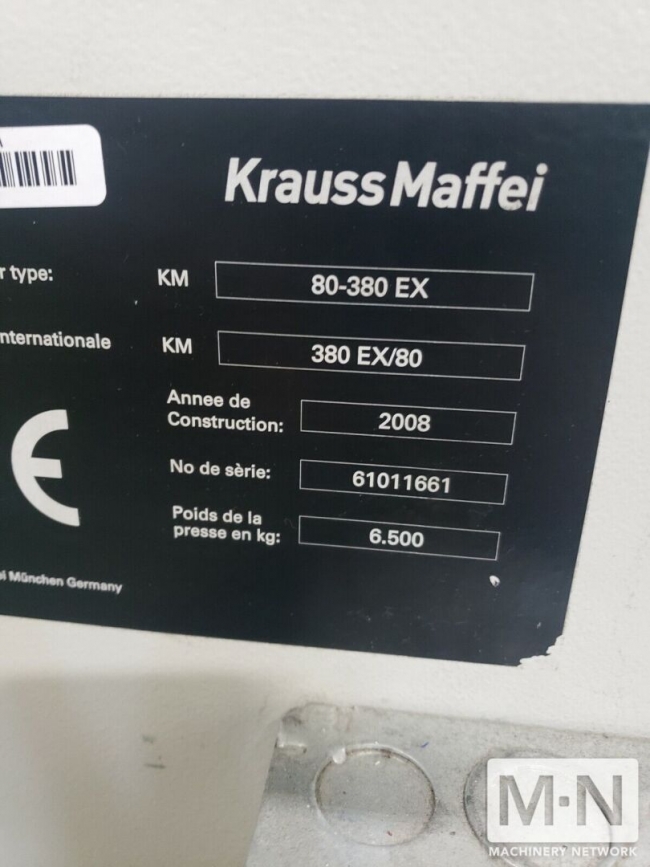 KraussMaffei
r type: KM 80-380 EX
nternationale KM 380 EX/80
Annee de
Construction: 2008
No de sèrie: 61011661
Poids de la
presse en kg: 6.500
ei München Germany
M·N
MACHINERY NETWORK